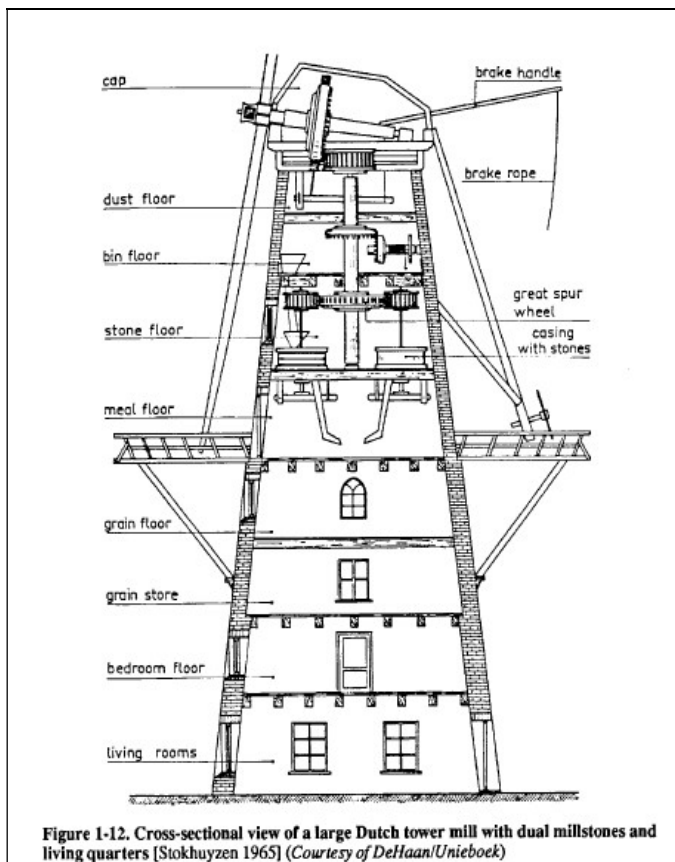 cap
brake handle
brake rope
dust floor
bin floor
great spur
wheel
stone floor
casing
with stones
meal floor
grain floor
grain store
bedroom floor
living rooms
Figure 1-12. Cross-sectional view of a large Dutch tower mill with dual millstones and
living quarters [Stokhuyzen 1965] (Courtesy of DeHaan/Unieboek)